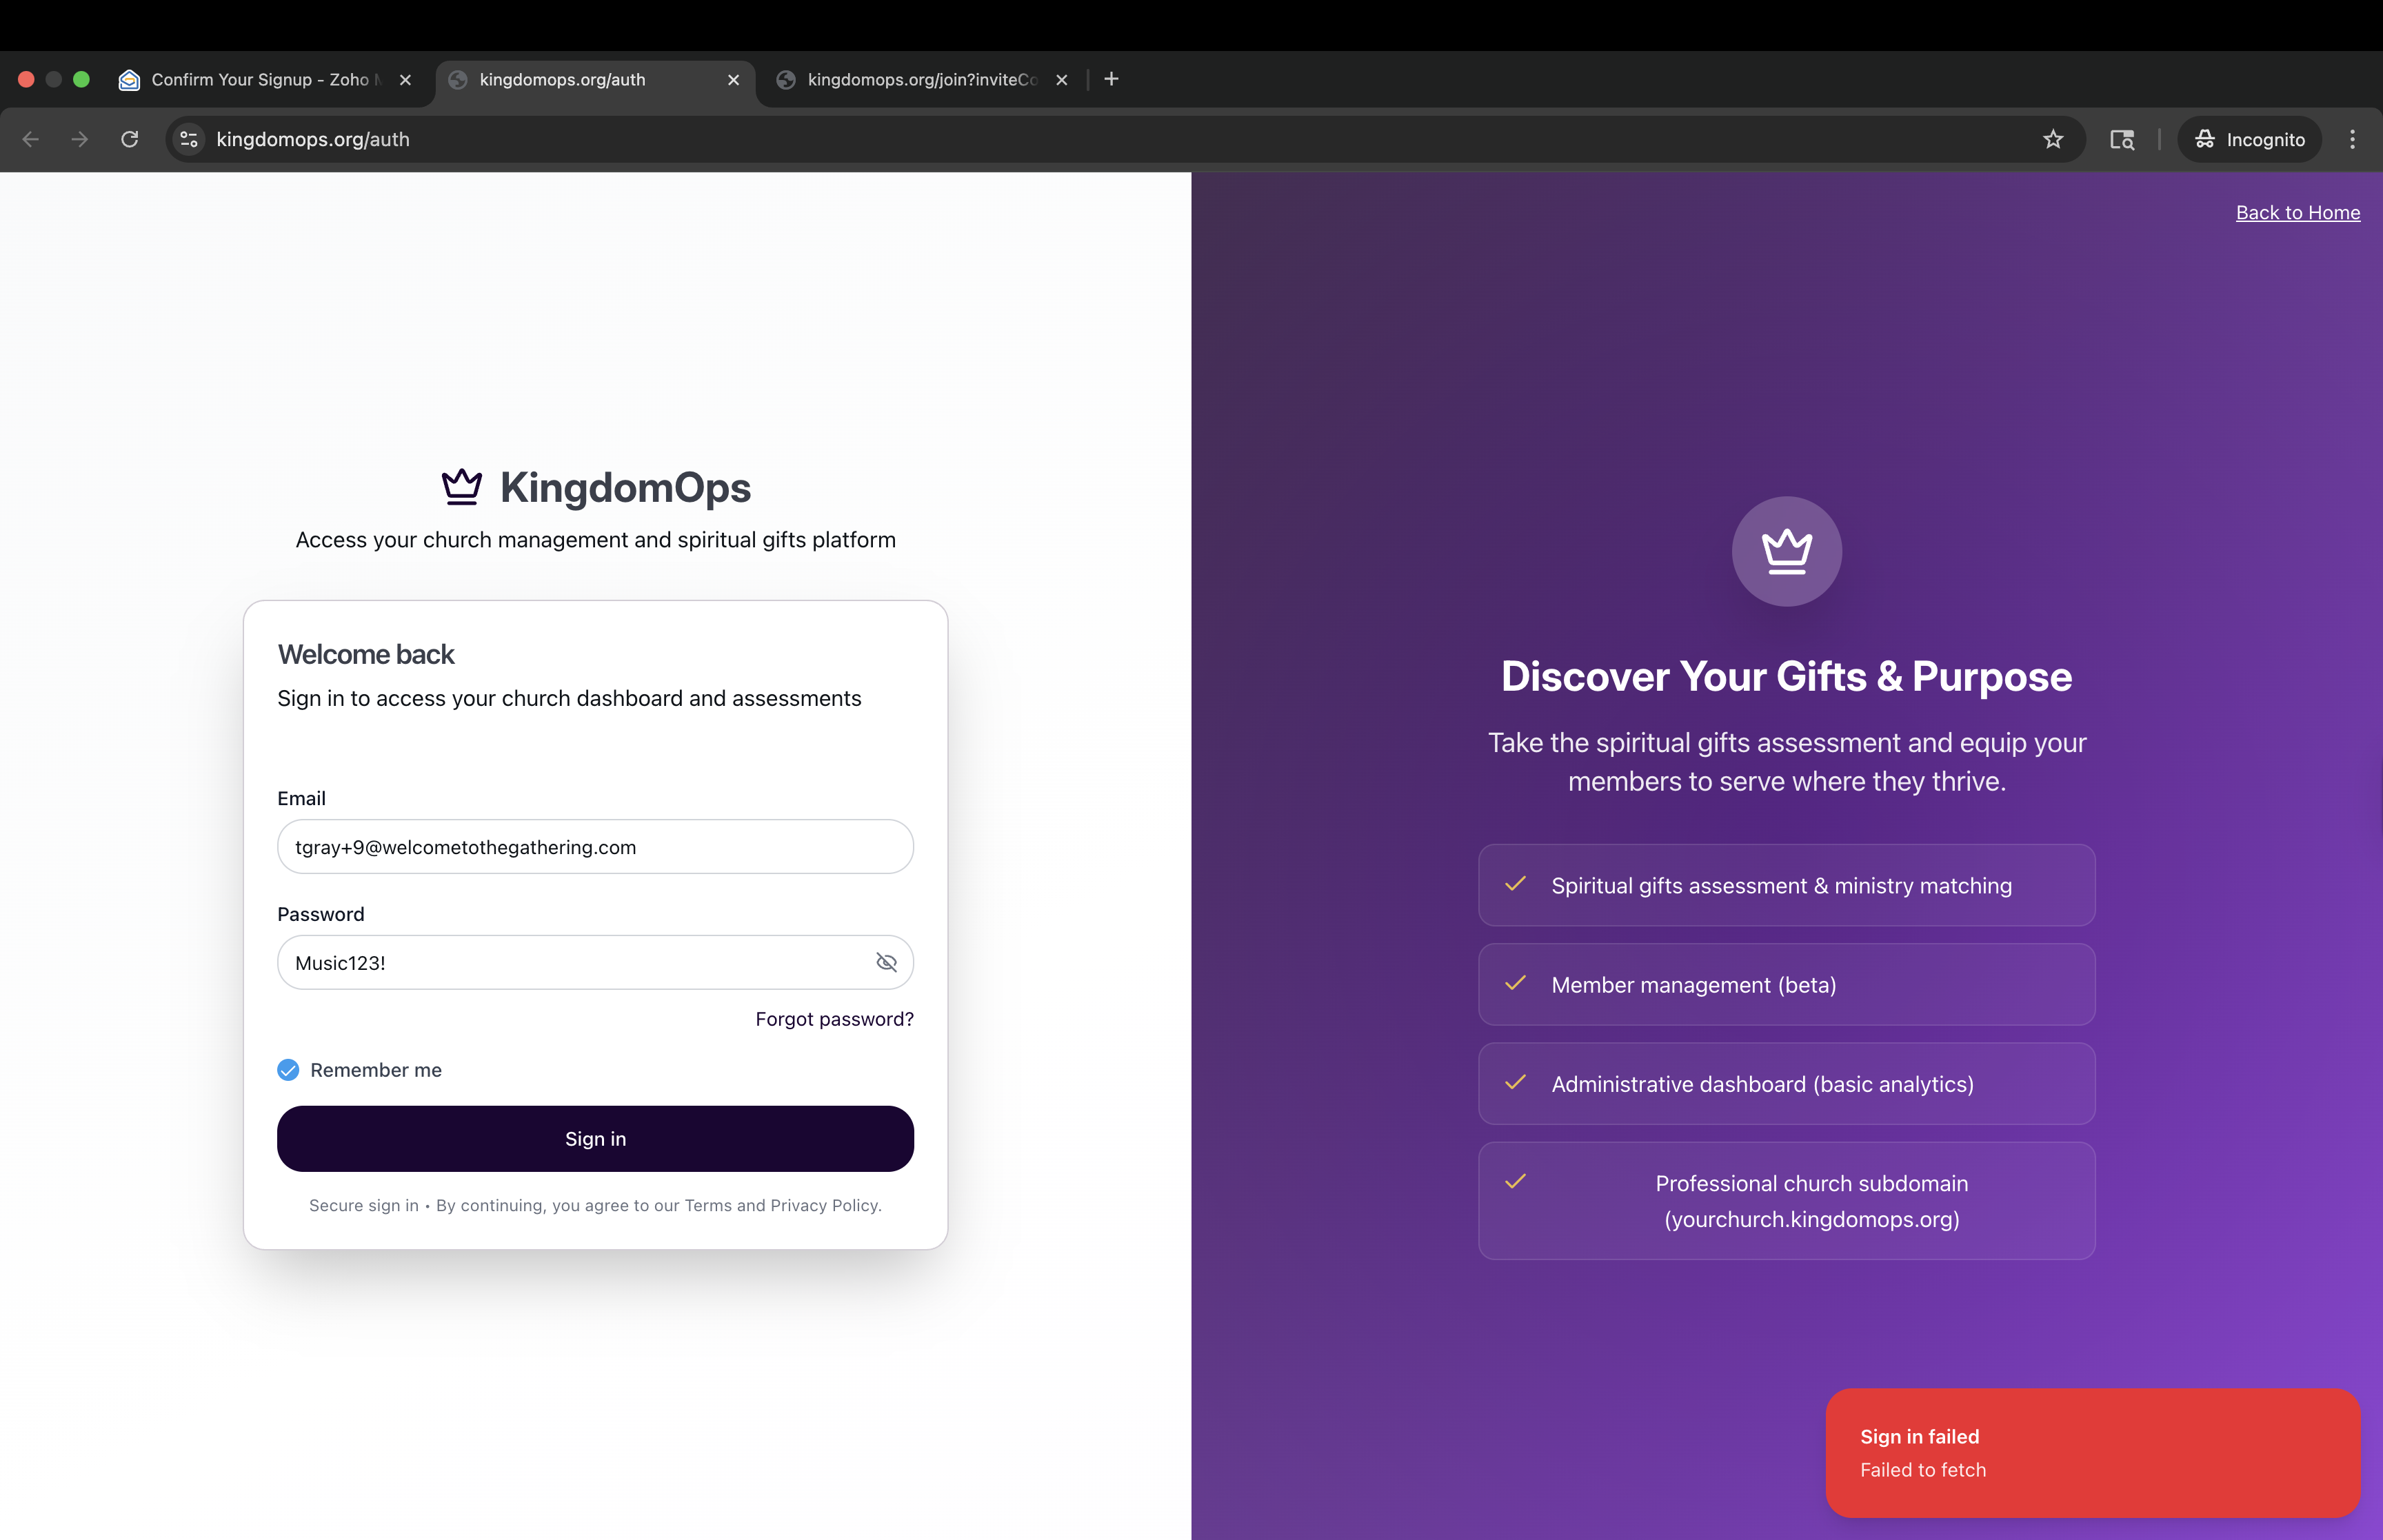 Confirm Your Signup - Zoho M
kingdomops.org/auth
kingdomops.org/join?inviteCo
kingdomops.org/auth
Incognito
Back to Home
KingdomOps
Access your church management and spiritual gifts platform
Welcome back
Sign in to access your church dashboard and assessments
Email
tgray+9@welcometothegathering.com
Password
Music123!
Forgot password?
Remember me
Sign in
Secure sign in • By continuing, you agree to our Terms and Privacy Policy.
Discover Your Gifts & Purpose
Take the spiritual gifts assessment and equip your
members to serve where they thrive.
Spiritual gifts assessment & ministry matching
Member management (beta)
Administrative dashboard (basic analytics)
Professional church subdomain
(yourchurch.kingdomops.org)
Sign in failed
Failed to fetch